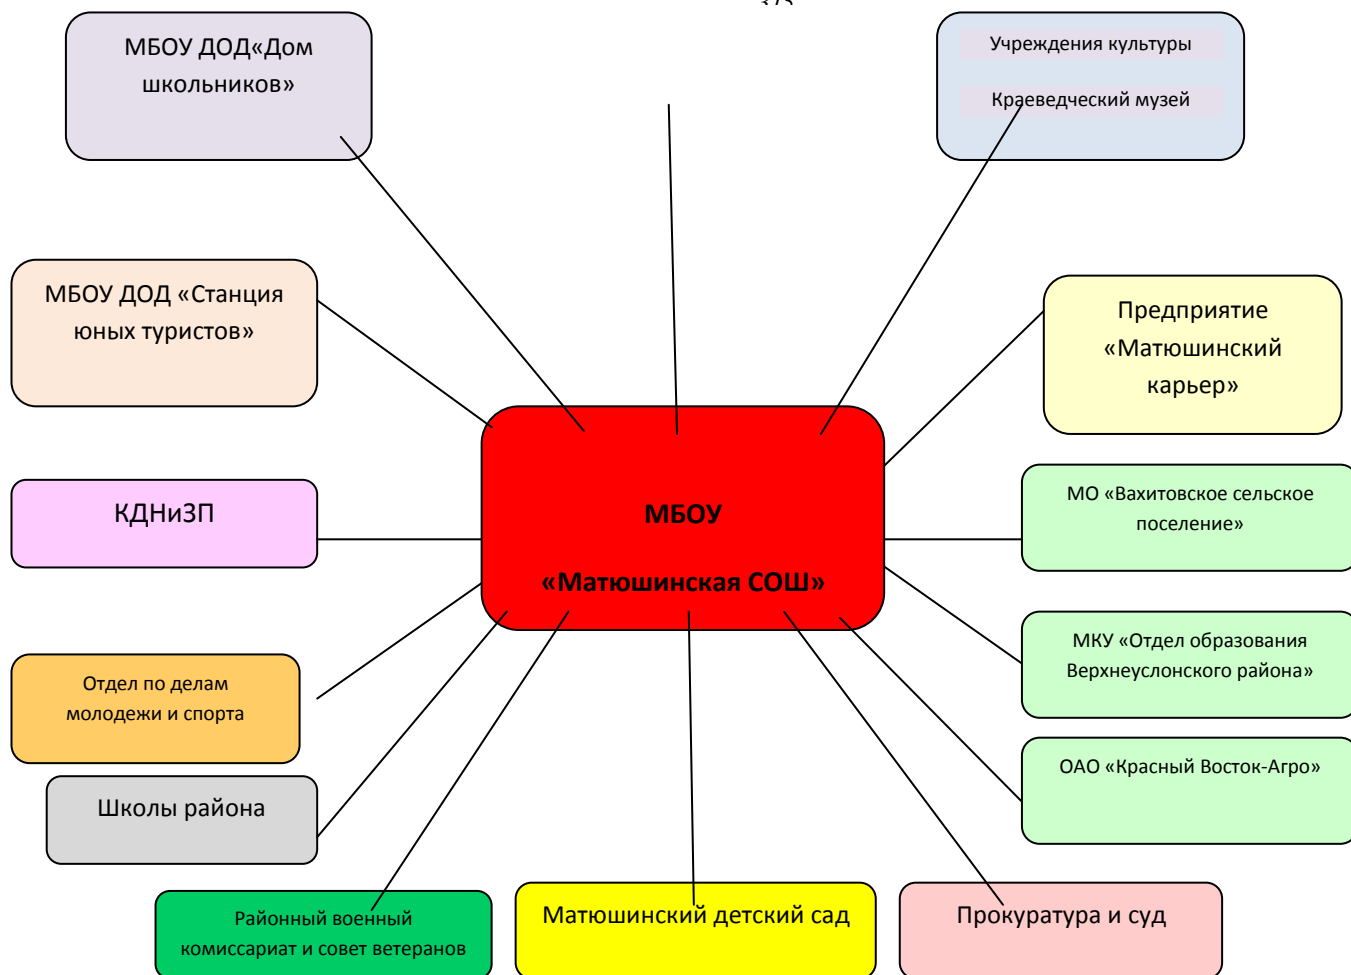 МБОУ ДОД«Дом
школьников»
Учреждения культуры
Краеведческий музей
МБОУ ДОД «Станция
юных туристов»
Предприятие
«Матюшинский
карьер»
КДНиЗП
МБОУ
«Матюшинская СОШ»
МО «Вахитовское сельское
поселение»
МКУ «Отдел образования
Верхнеуслонского района»
Отдел по делам
молодежи и спорта
ОАО «Красный Восток-Агро»
Школы района
Районный военный
комиссариат и совет ветеранов
Матюшинский детский сад
Прокуратура и суд